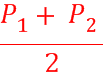 P₁ + P₂
2